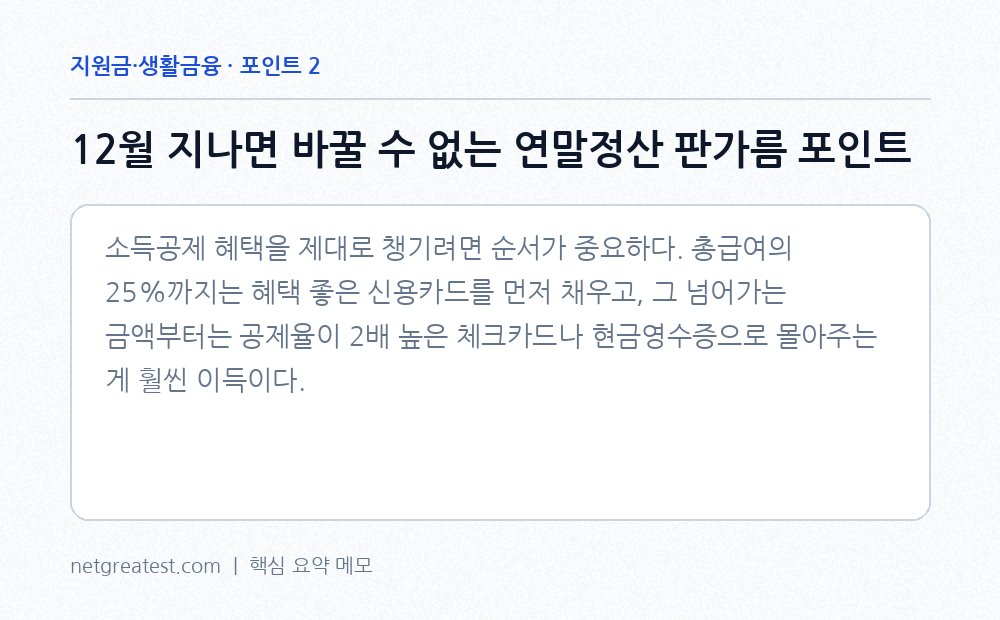 지원금·생활금융 · 포인트 2
12월 지나면 바꿀 수 없는 연말정산 판가름 포인트
소득공제 혜택을 제대로 챙기려면 순서가 중요하다. 총급여의
25%까지는 혜택 좋은 신용카드를 먼저 채우고, 그 넘어가는
금액부터는 공제율이 2배 높은 체크카드나 현금영수증으로 몰아주는
게 훨씬 이득이다.
netgreatest.com | 핵심 요약 메모